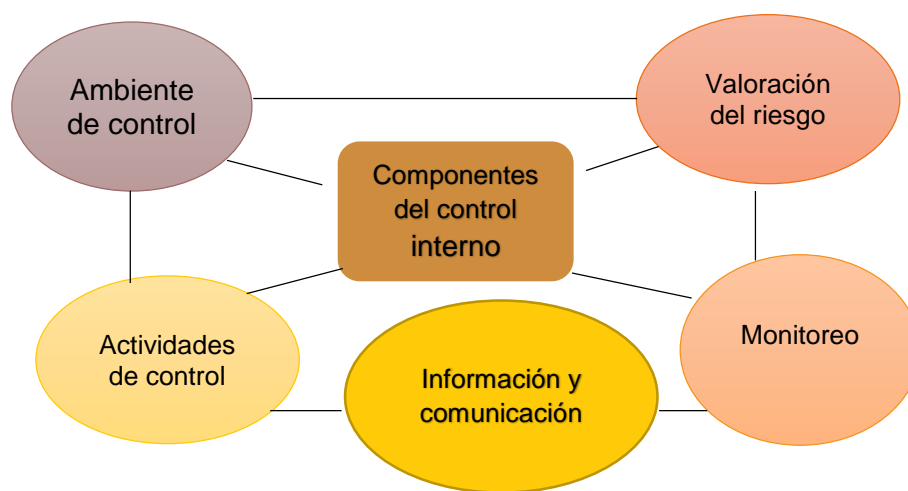 Ambiente
de control
Valoración
del riesgo
Componentes
del control
interno
Actividades
de control
Información y
comunicación
Monitoreo